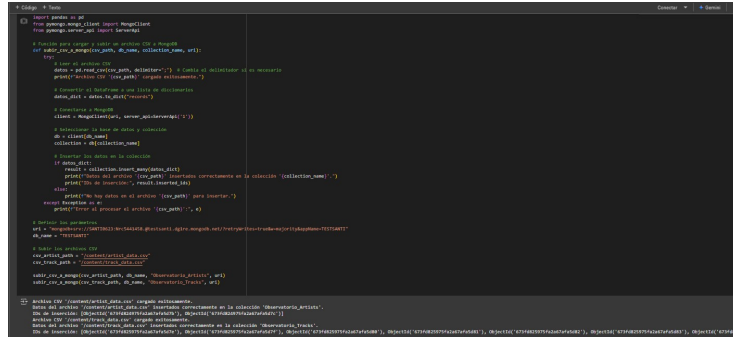 + Código + Texto
Conectar
+ Gemini
import pandas as pd
from pymongo.mongo_client import MongoClient
from pymongo.server_api import ServerApi
# Función para cargar y subir un archivo CSV a MongoDB
def subir_csv_a_mongo(csv_path, db_name, collection_name, uri):
try:
# Leer el archivo CSV
datos = pd.read_csv(csv_path, delimiter=";") # Cambia el delimitador si es necesario
print(f"Archivo CSV '{csv_path}' cargado exitosamente.")
# Convertir el DataFrame a una lista de diccionarios
datos_dict = datos.to_dict("records")
# Conectarse a MongoDB
client = MongoClient(uri, server_api=ServerApi('1'))
# Seleccionar la base de datos y colección
db = client[db_name]
collection = db[collection_name]
# Insertar los datos en la colección
if datos_dict:
result = collection.insert_many(datos_dict)
print(f"Datos del archivo '{csv_path}' insertados correctamente en la colección '{collection_name}'.")
print("IDs de inserción:", result.inserted_ids)
else:
print(f"No hay datos en el archivo '{csv_path}' para insertar.")
except Exception as e:
print(f"Error al procesar el archivo '{csv_path}':", e)
# Definir los parámetros
uri =
db_name = "TESTSANTI"
# Subir los archivos CSV
csv_artist_path = "/content/artist_data.csv"
csv_track_path = "/content/track_data.csv"
subir_csv_a_mongo(csv_artist_path, db_name, "Observatorio_Artists", uri)
subir_csv_a_mongo(csv_track_path, db_name, "Observatorio_Tracks", uri)
Archivo CSV '/content/artist_data.csv' cargado exitosamente.
Datos del archivo '/content/artist_data.csv' insertados correctamente en la colección 'Observatorio_Artists'.
IDs de inserción:
Archivo CSV '/content/track_data.csv' cargado exitosamente.
Datos del archivo '/content/track_data.csv' insertados correctamente en la colección 'Observatorio_Tracks'.
IDs de inserción: